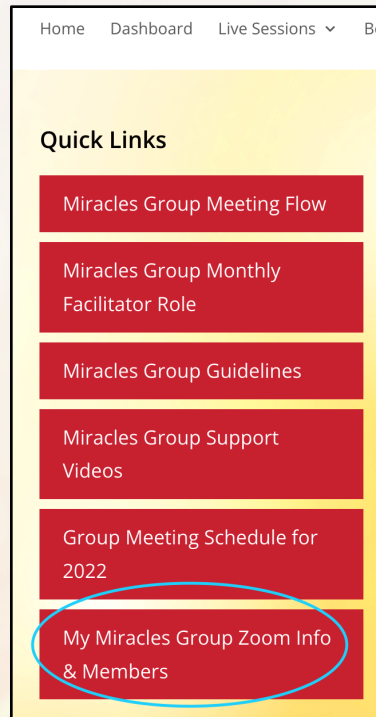 Home Dashboard Live Sessions
Quick Links
Miracles Group Meeting Flow
Miracles Group Monthly
Facilitator Role
Miracles Group Guidelines
Miracles Group Support
Videos
Group Meeting Schedule for
2022
My Miracles Group Zoom Info
& Members